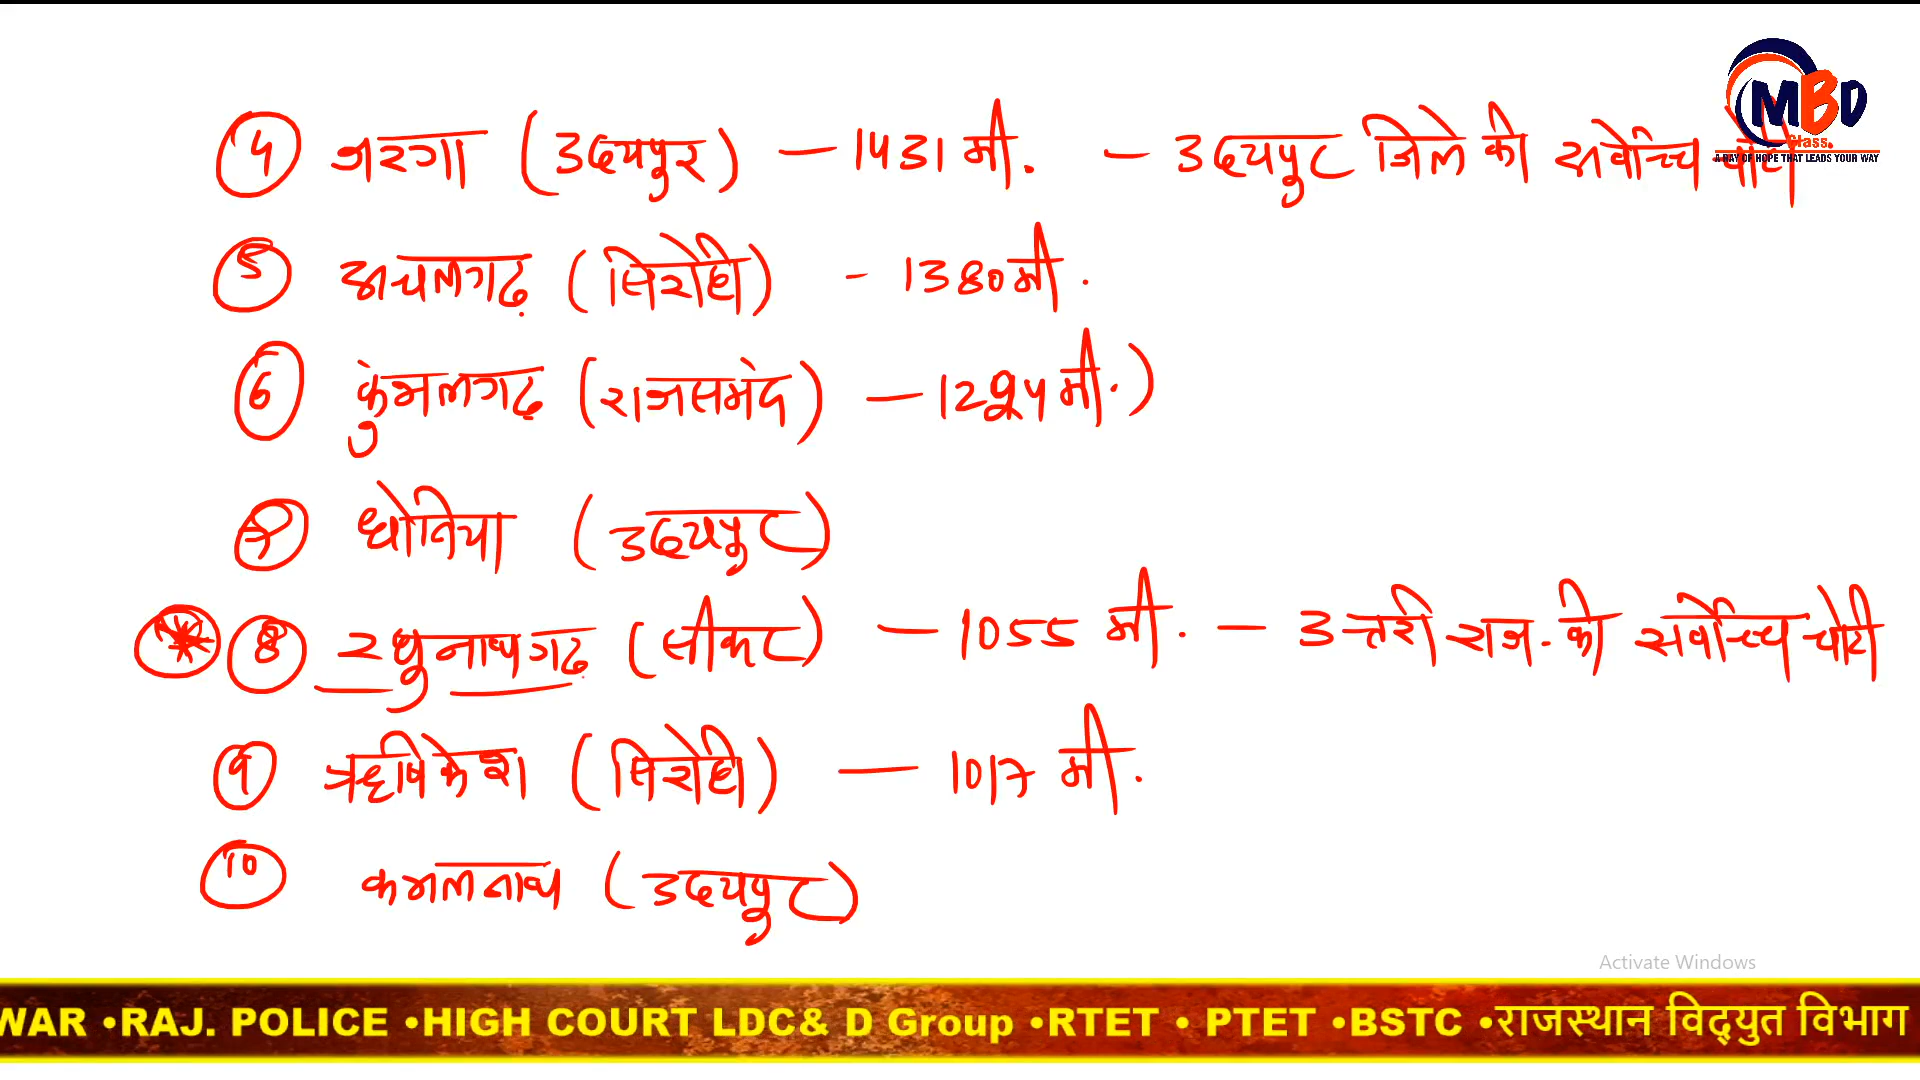 MBD
Class.
A RAY OF HOPE THAT LEADS YOUR WAY
④ जरगा (उदयपुर) – 1431 मी. – उदयपुर जिले की सर्वोच्च चोटी
⑤ अचलगढ़ (सिरोही) - 1380 मी.
⑥ कुंभलगढ़ (राजसमंद) – 1224 मी.)
⑦ धोनिया (उदयपुर)
⑧ रघुनाथगढ़ (सीकर) – 1055 मी. – उत्तरी राज. की सर्वोच्च चोटी
⑨ ऋषिकेश (सिरोही) – 1017 मी.
⑩ कमलनाथ (उदयपुर)
Activate Windows
WAR •RAJ. POLICE •HIGH COURT LDC& D Group •RTET • PTET •BSTC •राजस्थान विद्युत विभाग